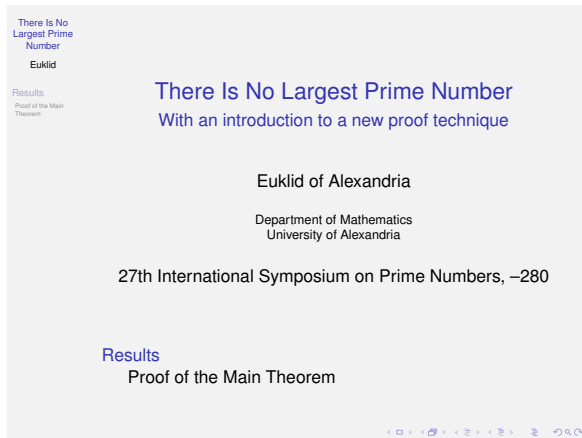 There Is No
Largest Prime
Number
Euklid
Results
Proof of the Main
Theorem
There Is No Largest Prime Number
With an introduction to a new proof technique
Euklid of Alexandria
Department of Mathematics
University of Alexandria
27th International Symposium on Prime Numbers, –280
Results
Proof of the Main Theorem